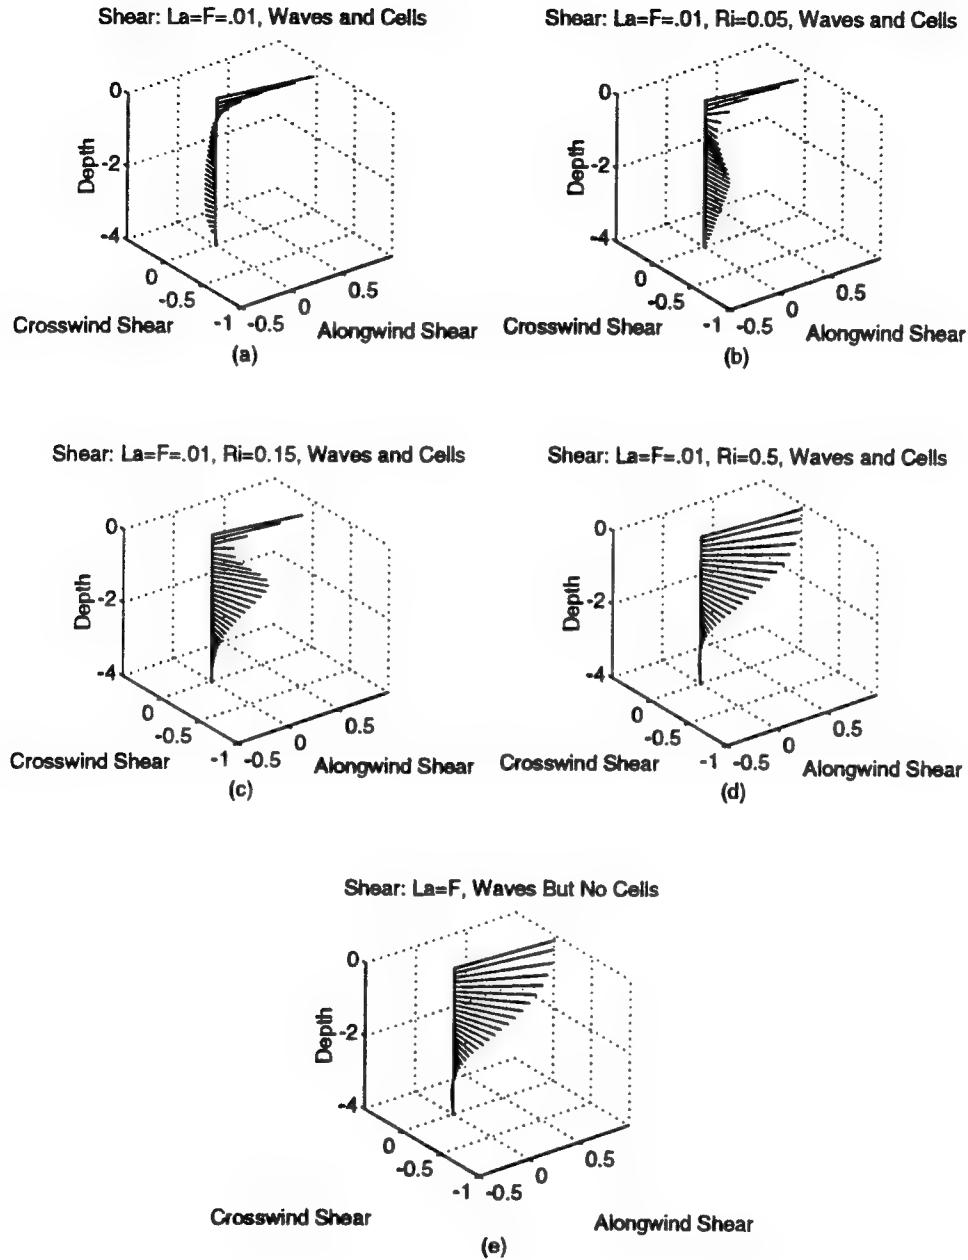 Shear: La=F=.01, Waves and Cells
0
-2
-4
Depth
0
-0.5
-1
-0.5
0
0.5
Crosswind Shear
Alongwind Shear
(a)
Shear: La=F=.01, Ri=0.05, Waves and Cells
0
-2
-4
Depth
0
-0.5
-1
-0.5
0
0.5
Crosswind Shear
Alongwind Shear
(b)
Shear: La=F=.01, Ri=0.15, Waves and Cells
0
-2
-4
Depth
0
-0.5
-1
-0.5
0
0.5
Crosswind Shear
Alongwind Shear
(c)
Shear: La=F=.01, Ri=0.5, Waves and Cells
0
-2
-4
Depth
0
-0.5
-1
-0.5
0
0.5
Crosswind Shear
Alongwind Shear
(d)
Shear: La=F, Waves But No Cells
0
-2
-4
Depth
0
-0.5
-1
-0.5
0
0.5
Crosswind Shear
Alongwind Shear
(e)